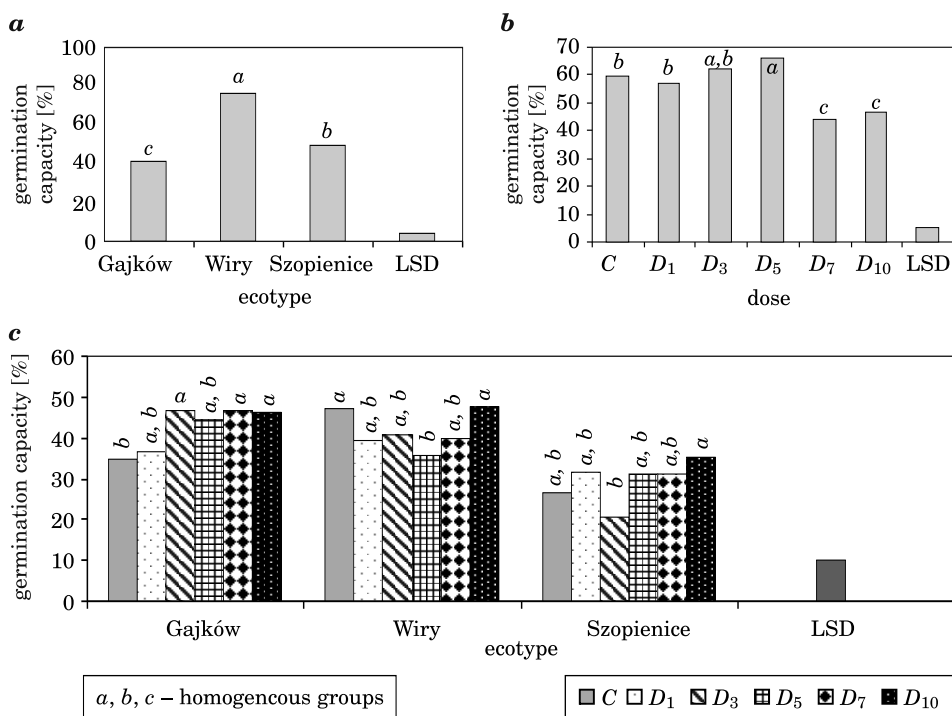 a
b
germination
capacity [%]
100
80
60
40
20
0
c
a
b
Gajków
Wiry
Szopienice
LSD
ecotype
germination
capacity [%]
70
60
50
40
30
20
10
0
b
b
a,b
a
c
c
C
D1
D3
D5
D7
D10
LSD
dose
c
germination capacity [%]
60
50
40
30
20
10
0
b
a, b
a
a, b
a
a
a
a, b
a, b
b
a, b
a
a, b
a, b
b
a, b
a,b
a
Gajków
Wiry
Szopienice
LSD
ecotype
a, b, c – homogencous groups
C D1 D3 D5 D7 D10